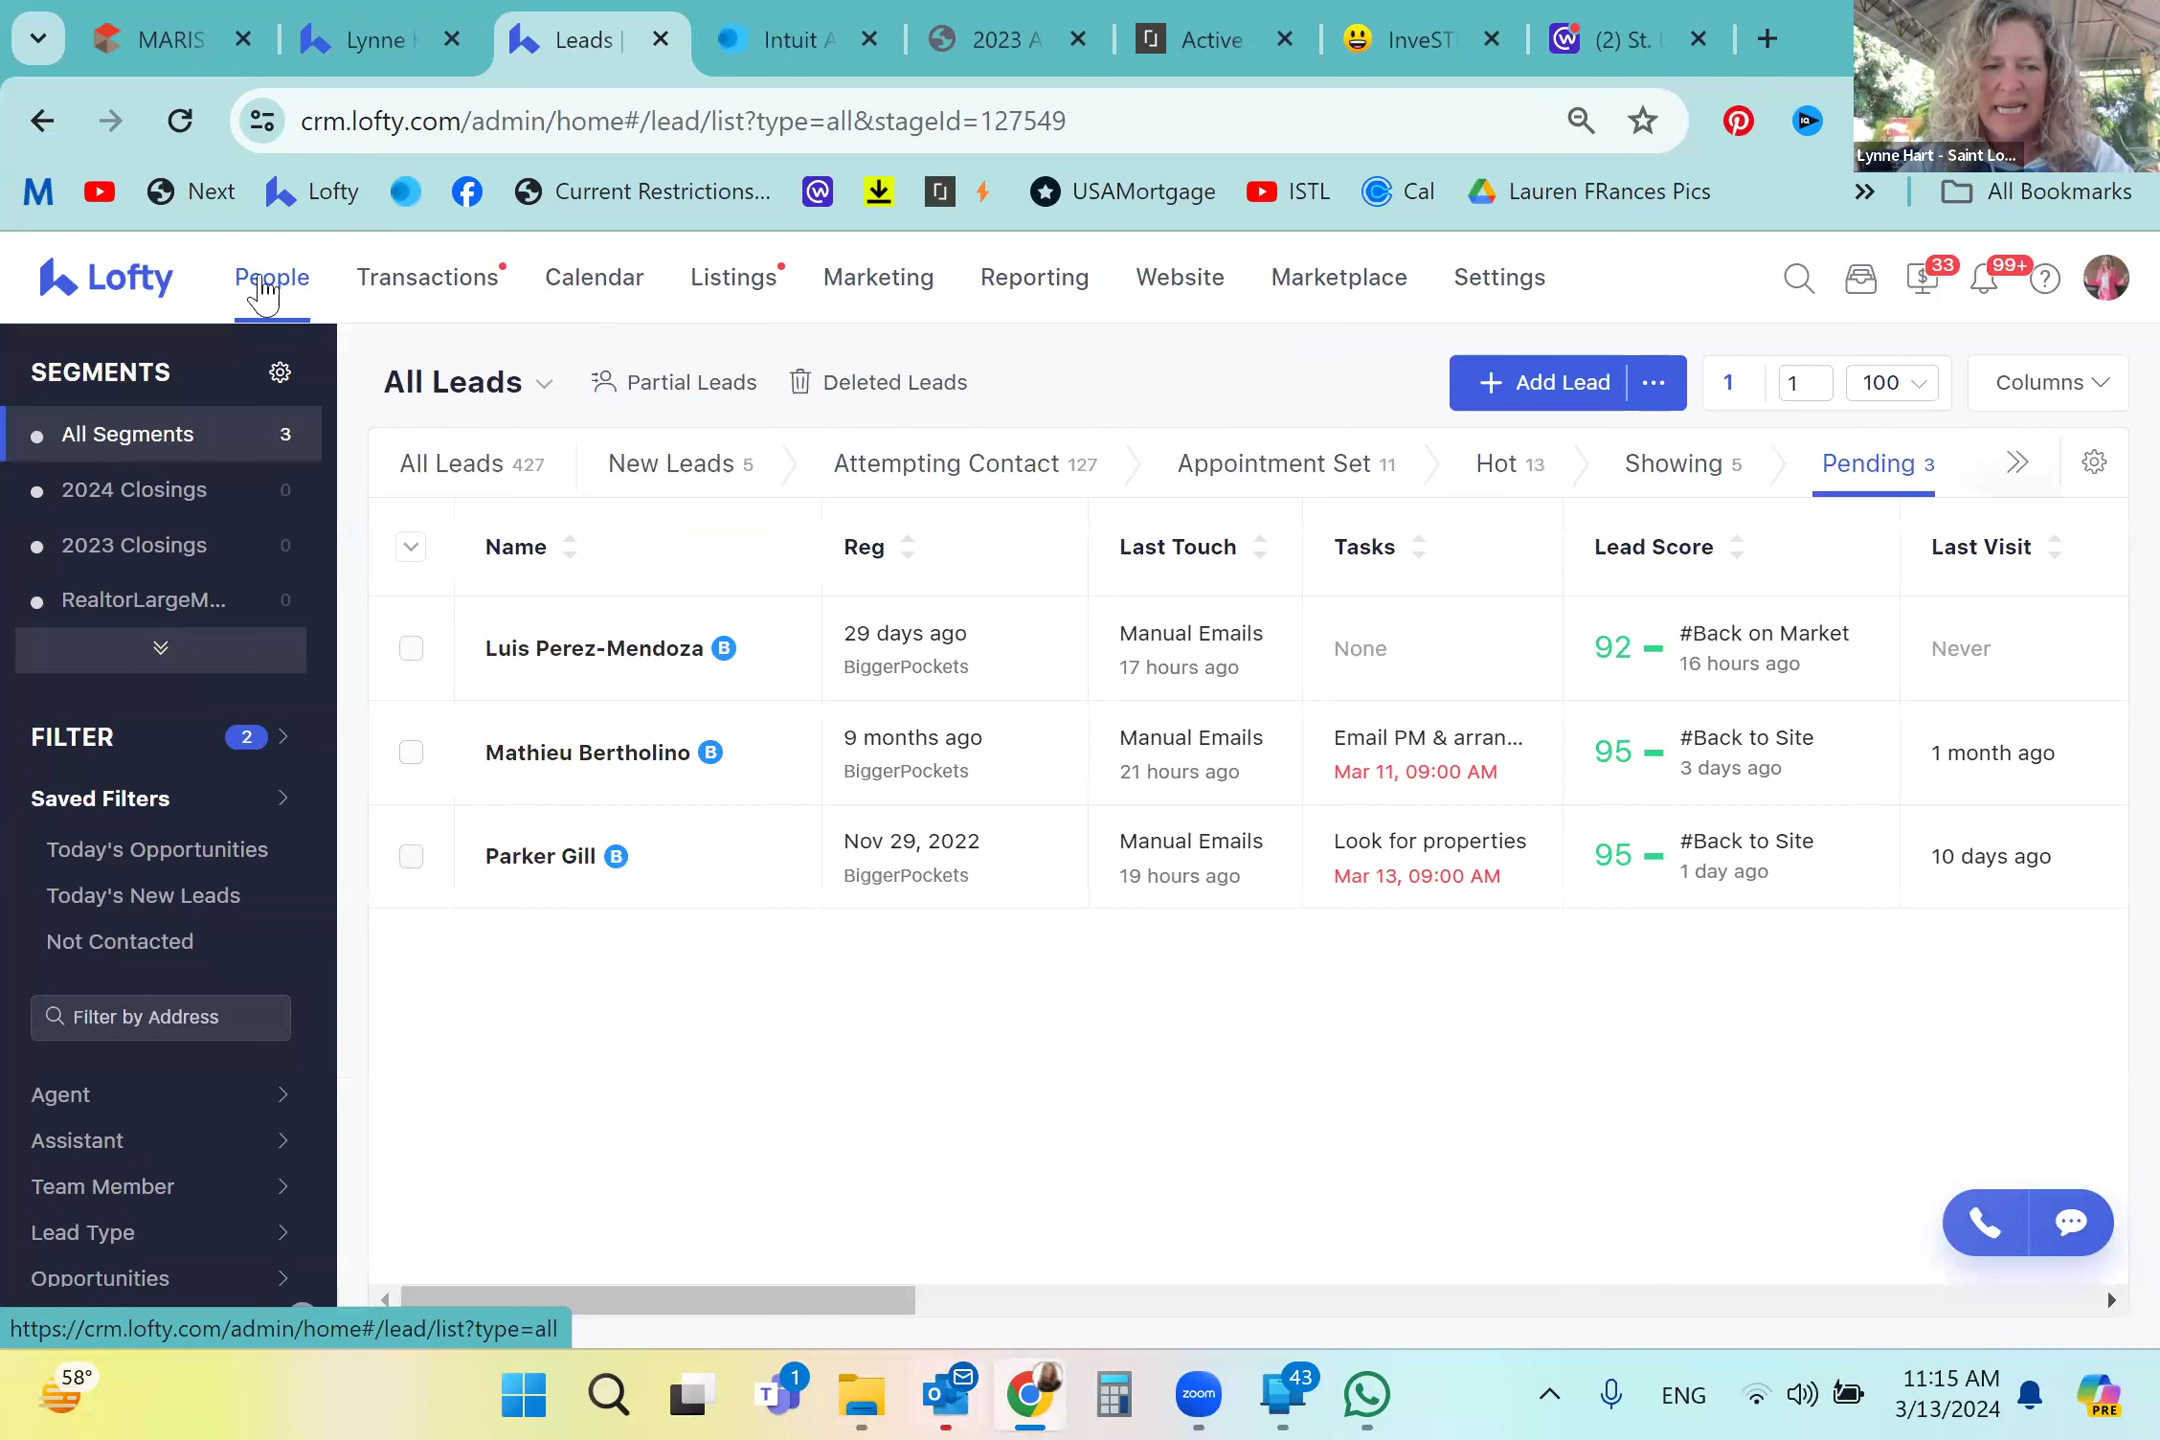 MARIS
Lynne
Leads |
Intuit A
2023 A
Active
InveST
(2) St.
crm.lofty.com/admin/home#/lead/list?type=all&stageId=127549
Lynne Hart - Saint Lo...
Next
Lofty
Current Restrictions...
USAMortgage
ISTL
Cal
Lauren FRances Pics
All Bookmarks
Lofty
People
Transactions
Calendar
Listings
Marketing
Reporting
Website
Marketplace
Settings
33
99+
SEGMENTS
All Segments 3
2024 Closings 0
2023 Closings 0
RealtorLargeM... 0
FILTER 2
Saved Filters
Today's Opportunities
Today's New Leads
Not Contacted
Filter by Address
Agent
Assistant
Team Member
Lead Type
Opportunities
All Leads
Partial Leads
Deleted Leads
+ Add Lead ...
1
1
100
Columns
All Leads 427
New Leads 5
Attempting Contact 127
Appointment Set 11
Hot 13
Showing 5
Pending 3
Name
Reg
Last Touch
Tasks
Lead Score
Last Visit
Luis Perez-Mendoza B
29 days ago
BiggerPockets
Manual Emails
17 hours ago
None
92
#Back on Market
16 hours ago
Never
Mathieu Bertholino B
9 months ago
BiggerPockets
Manual Emails
21 hours ago
Email PM & arran...
Mar 11, 09:00 AM
95
#Back to Site
3 days ago
1 month ago
Parker Gill B
Nov 29, 2022
BiggerPockets
Manual Emails
19 hours ago
Look for properties
Mar 13, 09:00 AM
95
#Back to Site
1 day ago
10 days ago
https://crm.lofty.com/admin/home#/lead/list?type=all
58°
1
zoom
43
ENG
11:15 AM
3/13/2024
PRE